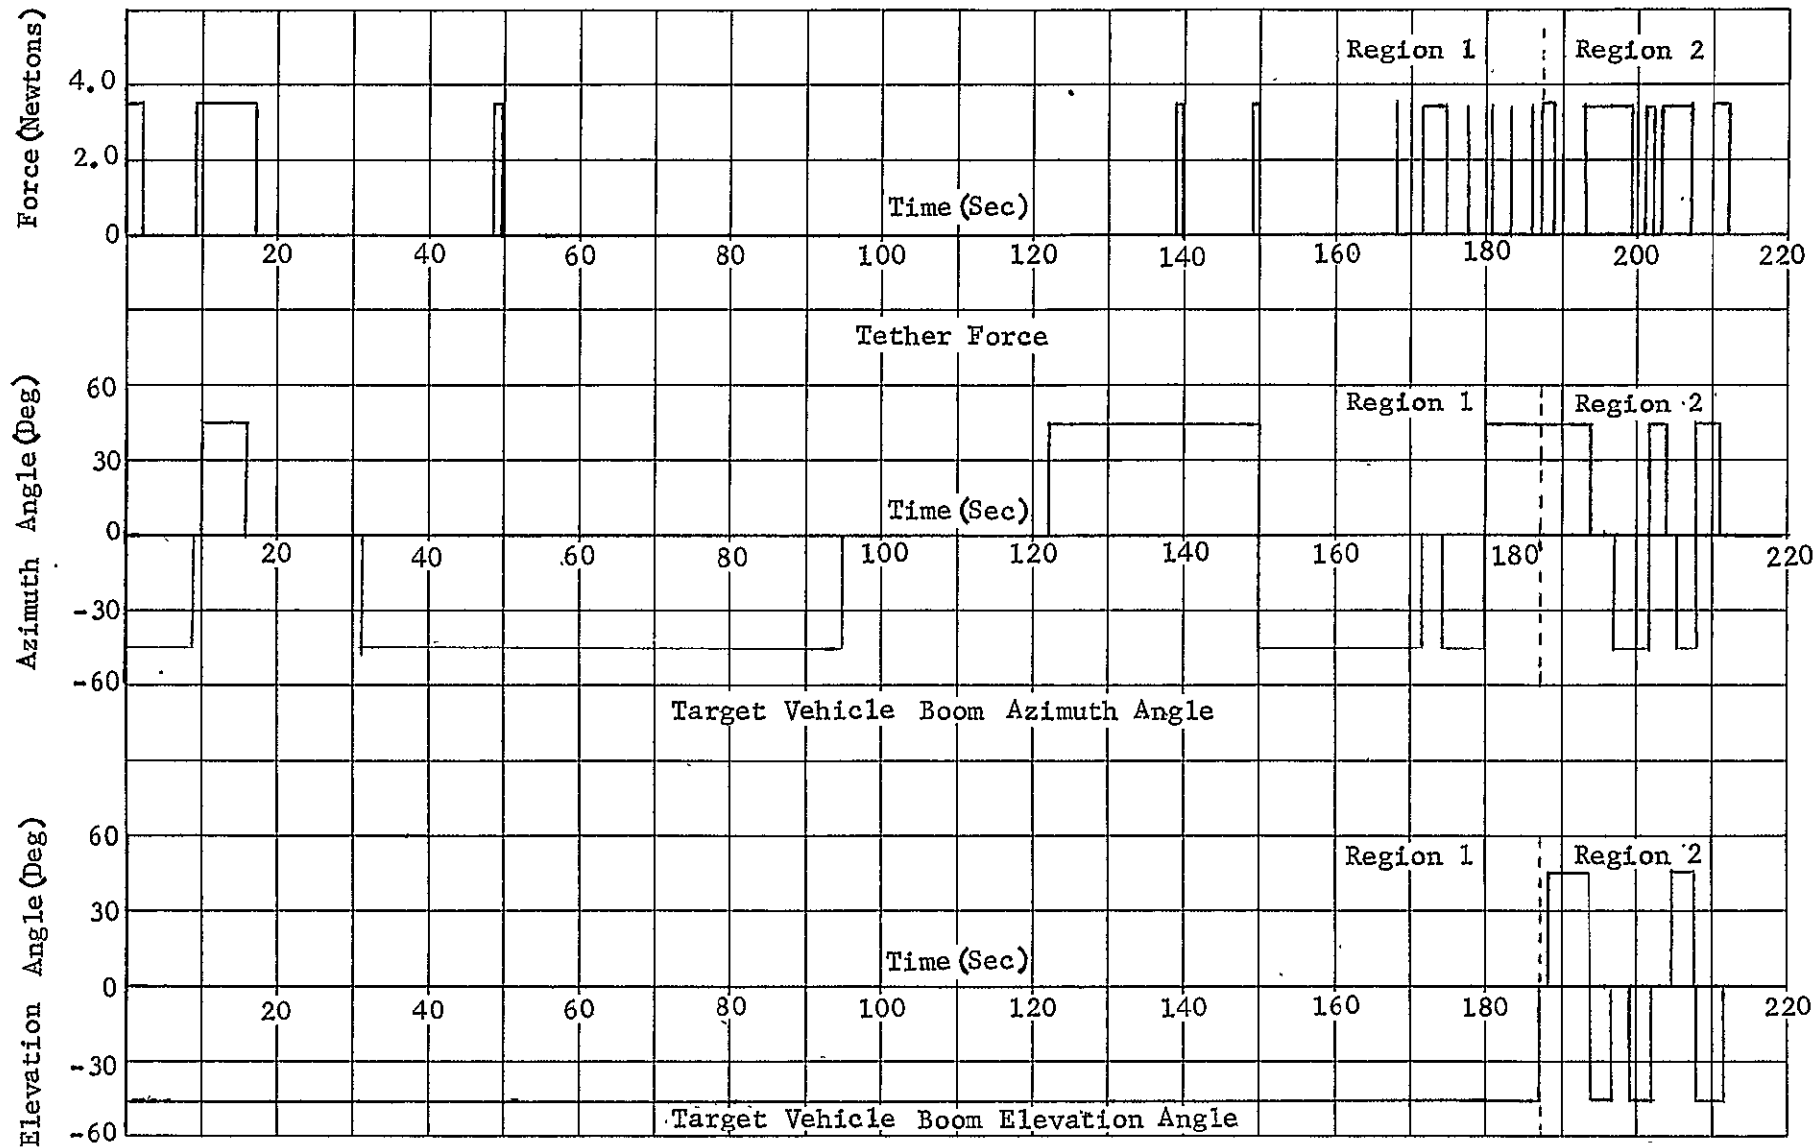 Force(Newtons)
4.0
2.0
0
Region 1
Region 2
Time(Sec)
20 40 60 80 100 120 140 160 180 200 220
Tether Force
Azimuth Angle(Deg)
60
30
0
-30
-60
Region 1
Region 2
Time(Sec)
20 40 60 80 100 120 140 160 180 220
Target Vehicle Boom Azimuth Angle
Elevation Angle(Deg)
60
30
0
-30
-60
Region 1
Region 2
Time(Sec)
20 40 60 80 100 120 140 160 180 220
Target Vehicle Boom Elevation Angle